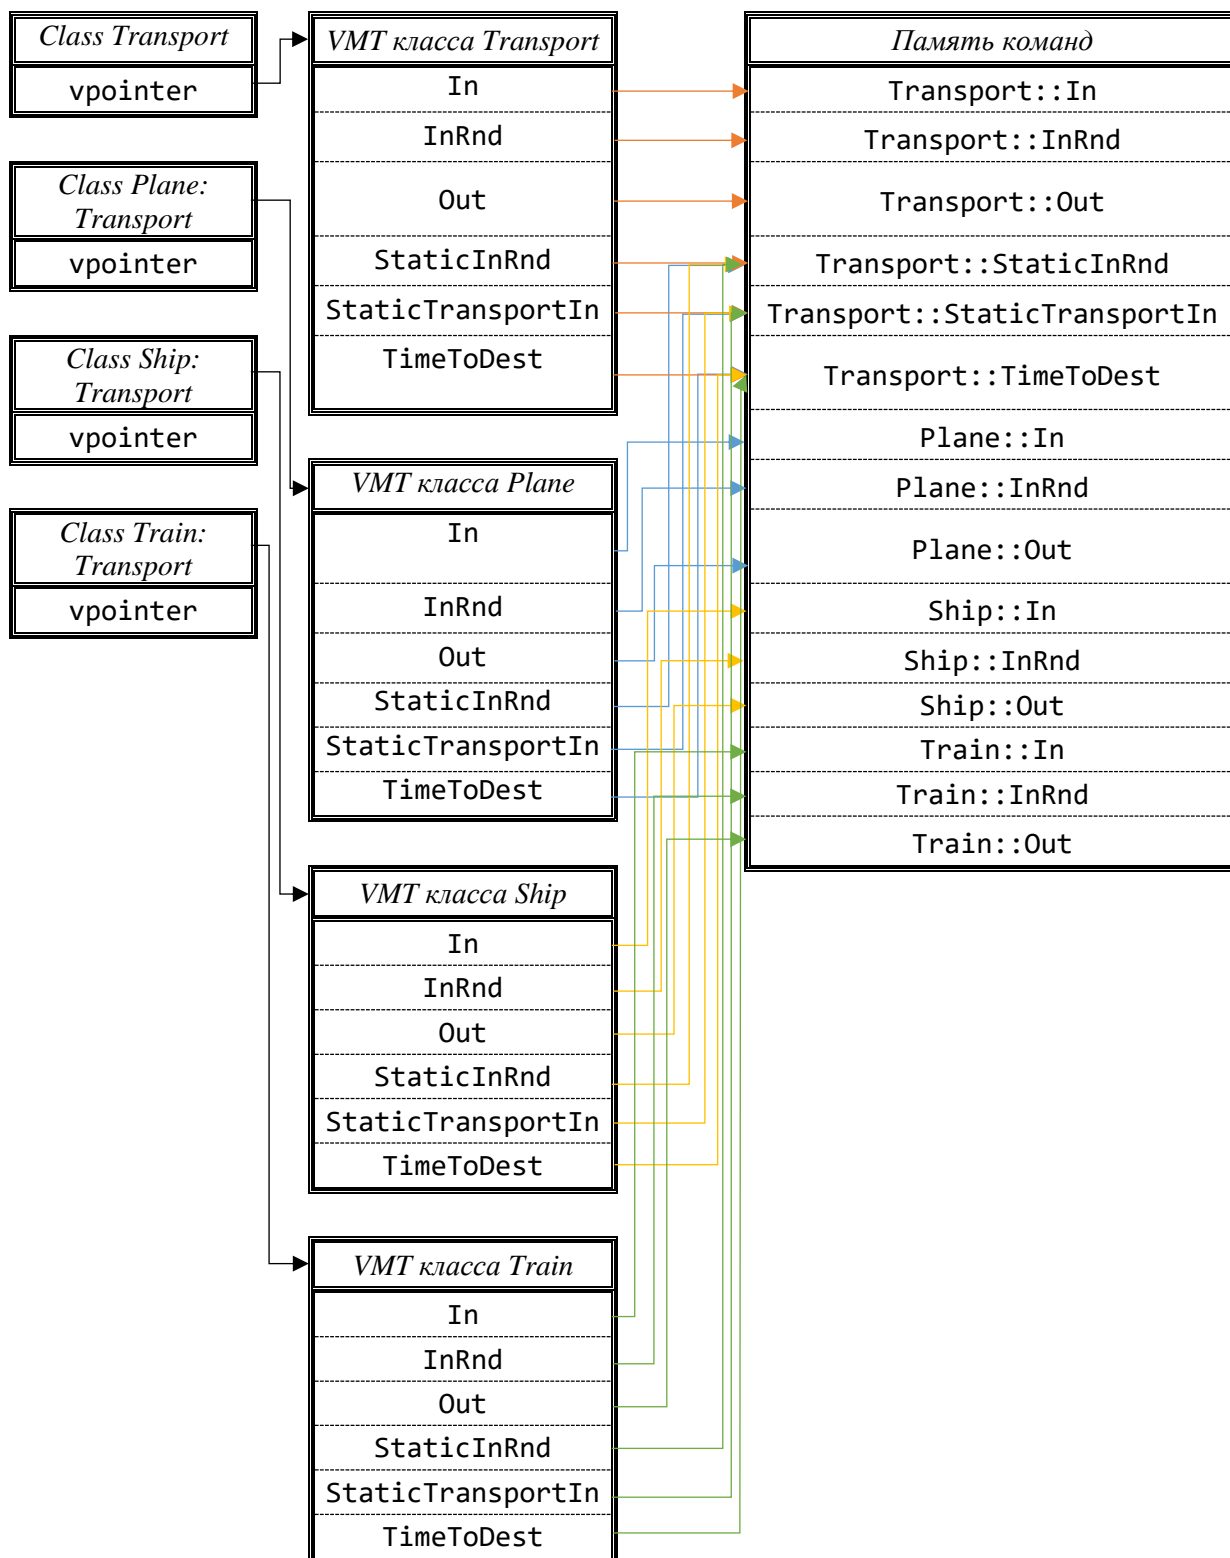 Class Transport
vpointer
Class Plane:
Transport
vpointer
Class Ship:
Transport
vpointer
Class Train:
Transport
vpointer
VMT класса Transport
In
InRnd
Out
StaticInRnd
StaticTransportIn
TimeToDest
VMT класса Plane
In
InRnd
Out
StaticInRnd
StaticTransportIn
TimeToDest
VMT класса Ship
In
InRnd
Out
StaticInRnd
StaticTransportIn
TimeToDest
VMT класса Train
In
InRnd
Out
StaticInRnd
StaticTransportIn
TimeToDest
Память команд
Transport::In
Transport::InRnd
Transport::Out
Transport::StaticInRnd
Transport::StaticTransportIn
Transport::TimeToDest
Plane::In
Plane::InRnd
Plane::Out
Ship::In
Ship::InRnd
Ship::Out
Train::In
Train::InRnd
Train::Out